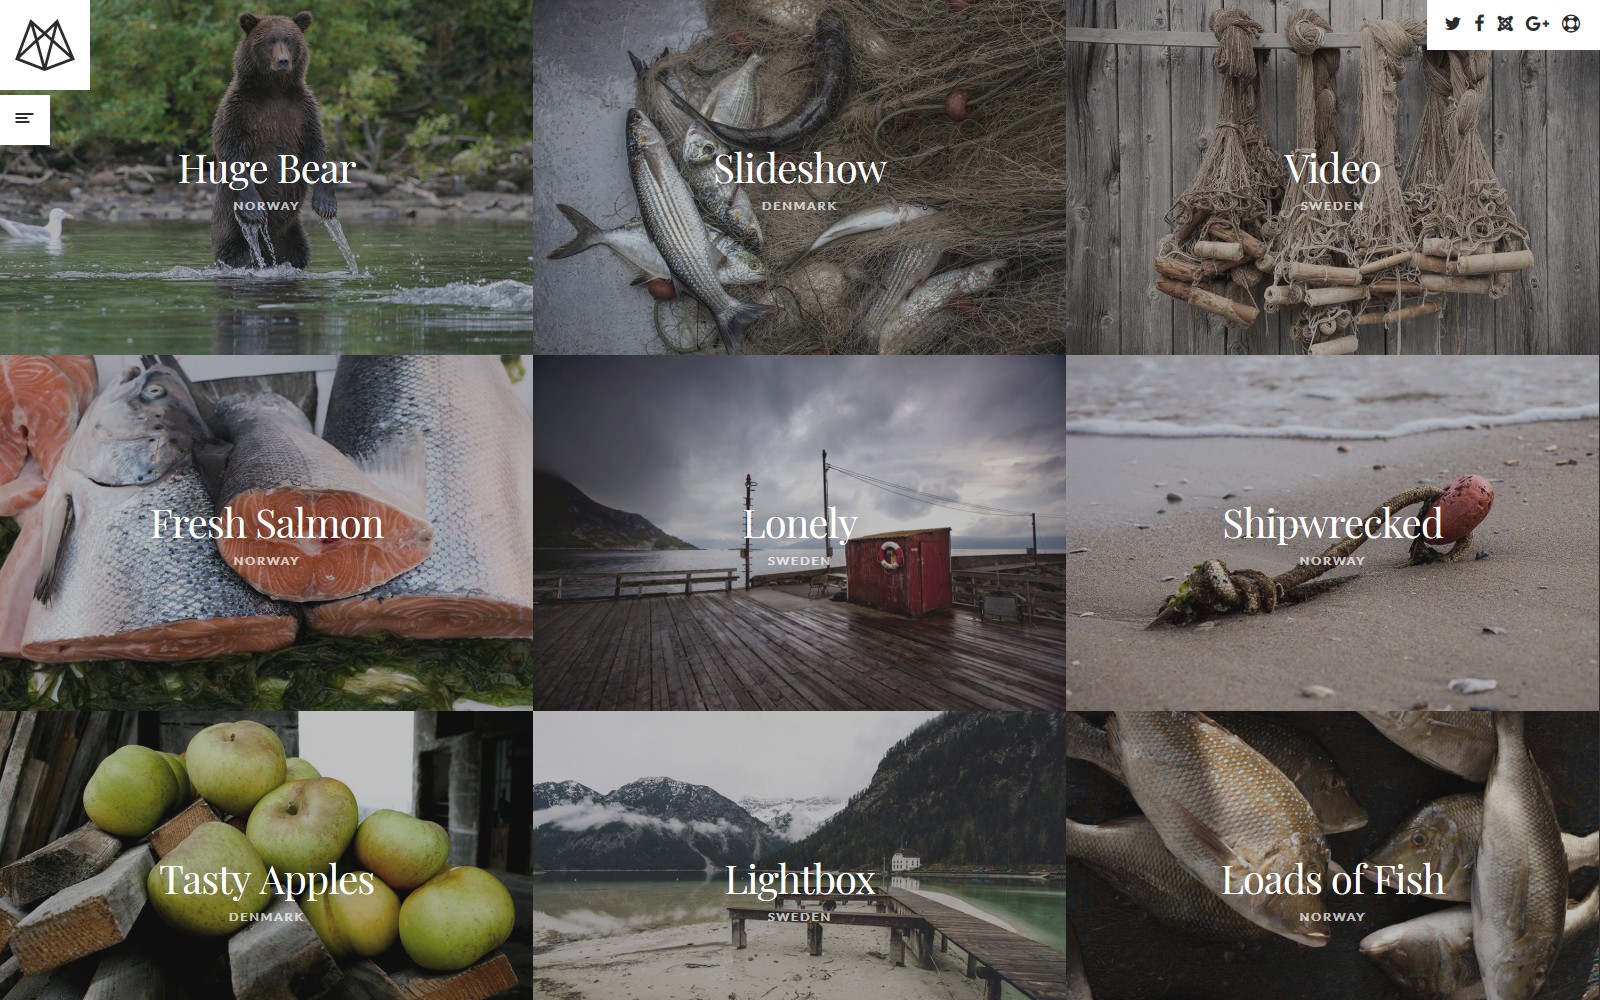 Huge Bear
NORWAY
Slideshow
DENMARK
Video
SWEDEN
Fresh Salmon
NORWAY
Lonely
SWEDEN
Shipwrecked
NORWAY
Tasty Apples
DENMARK
Lightbox
SWEDEN
Loads of Fish
NORWAY